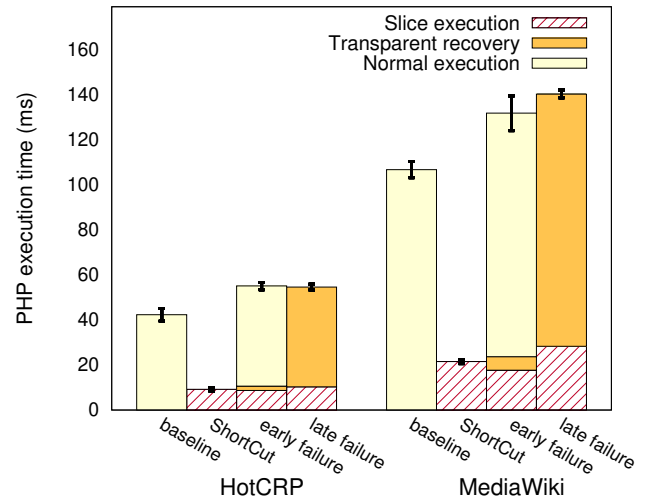 Slice execution
Transparent recovery
Normal execution
PHP execution time (ms)
160
140
120
100
80
60
40
20
0
baseline
ShortCut
early failure
late failure
baseline
ShortCut
early failure
late failure
HotCRP
MediaWiki